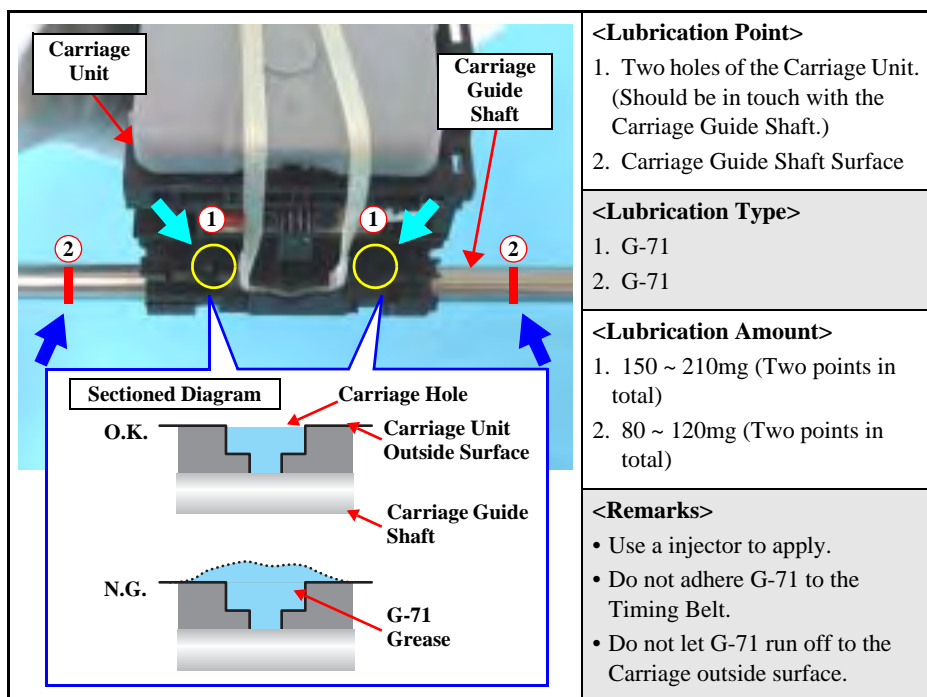 Carriage
Unit
Carriage
Guide
Shaft
1
1
2
2
Sectioned Diagram
Carriage Hole
O.K.
Carriage Unit
Outside Surface
Carriage Guide
Shaft
N.G.
G-71
Grease
<Lubrication Point>
1. Two holes of the Carriage Unit.
(Should be in touch with the
Carriage Guide Shaft.)
2. Carriage Guide Shaft Surface
<Lubrication Type>
1. G-71
2. G-71
<Lubrication Amount>
1. 150 ~ 210mg (Two points in
total)
2. 80 ~ 120mg (Two points in
total)
<Remarks>
• Use a injector to apply.
• Do not adhere G-71 to the
Timing Belt.
• Do not let G-71 run off to the
Carriage outside surface.